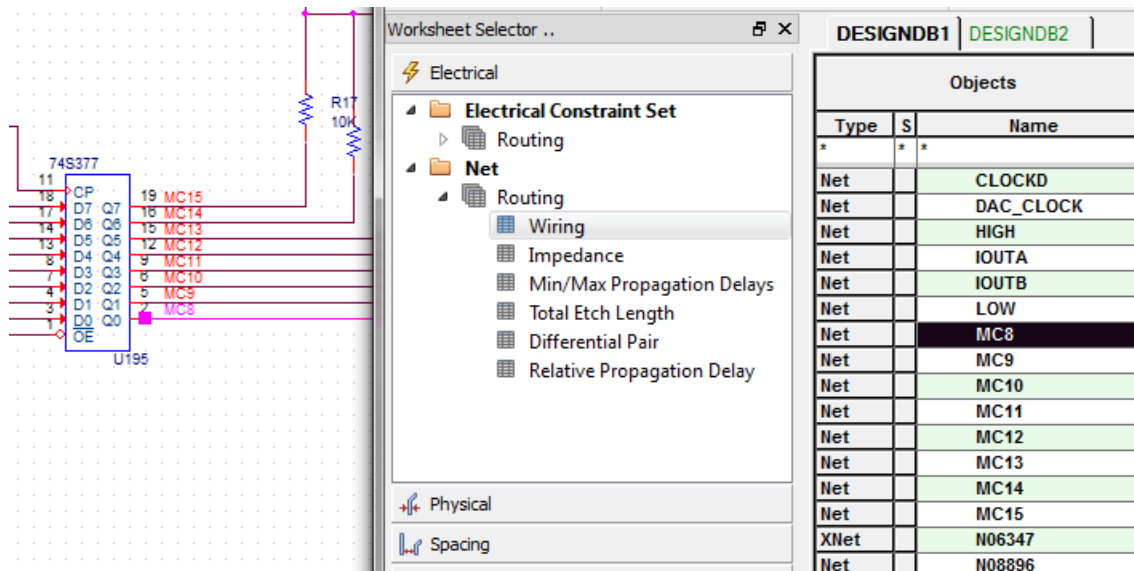 R17
10K
74S377
11
18
17
14
13
8
7
4
3
1
CP
D7 Q7
D6 Q6
D5 Q5
D4 Q4
D3 Q3
D2 Q2
D1 Q1
D0 Q0
OE
19 MC15
16 MC14
15 MC13
12 MC12
9 MC11
6 MC10
5 MC9
2 MC8
U195
Worksheet Selector ..
Electrical
Electrical Constraint Set
Routing
Net
Routing
Wiring
Impedance
Min/Max Propagation Delays
Total Etch Length
Differential Pair
Relative Propagation Delay
Physical
Spacing
DESIGNDB1 DESIGNDB2
Objects
Type S Name
* * *
Net CLOCKD
Net DAC_CLOCK
Net HIGH
Net IOUTA
Net IOUTB
Net LOW
Net MC8
Net MC9
Net MC10
Net MC11
Net MC12
Net MC13
Net MC14
Net MC15
XNet N06347
Net N08896